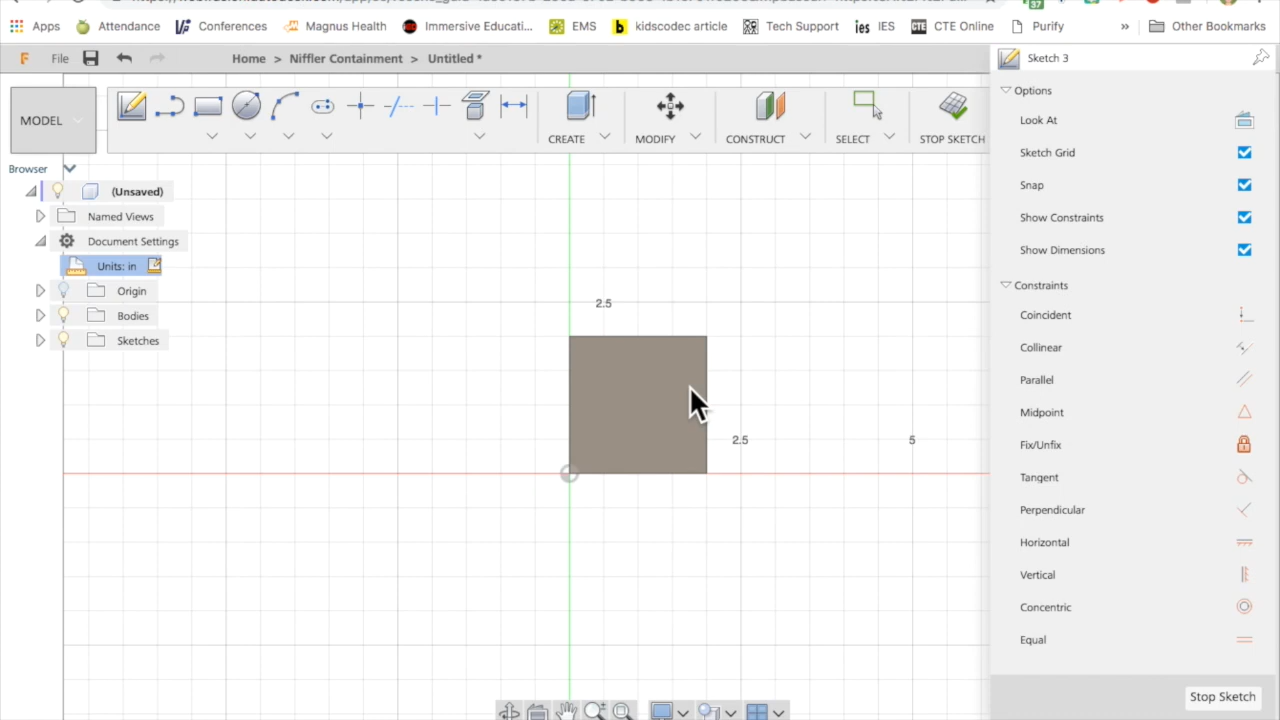 Apps Attendance Conferences Magnus Health Immersive Educati... EMS kidscodec article Tech Support IES CTE Online Purify » Other Bookmarks
File Home > Niffler Containment > Untitled * Sketch 3
MODEL CREATE MODIFY CONSTRUCT SELECT STOP SKETCH
Browser
(Unsaved)
Named Views
Document Settings
Units: in
Origin
Bodies
Sketches
2.5
2.5 5
Options
Look At
Sketch Grid
Snap
Show Constraints
Show Dimensions
Constraints
Coincident
Collinear
Parallel
Midpoint
Fix/Unfix
Tangent
Perpendicular
Horizontal
Vertical
Concentric
Equal
Stop Sketch